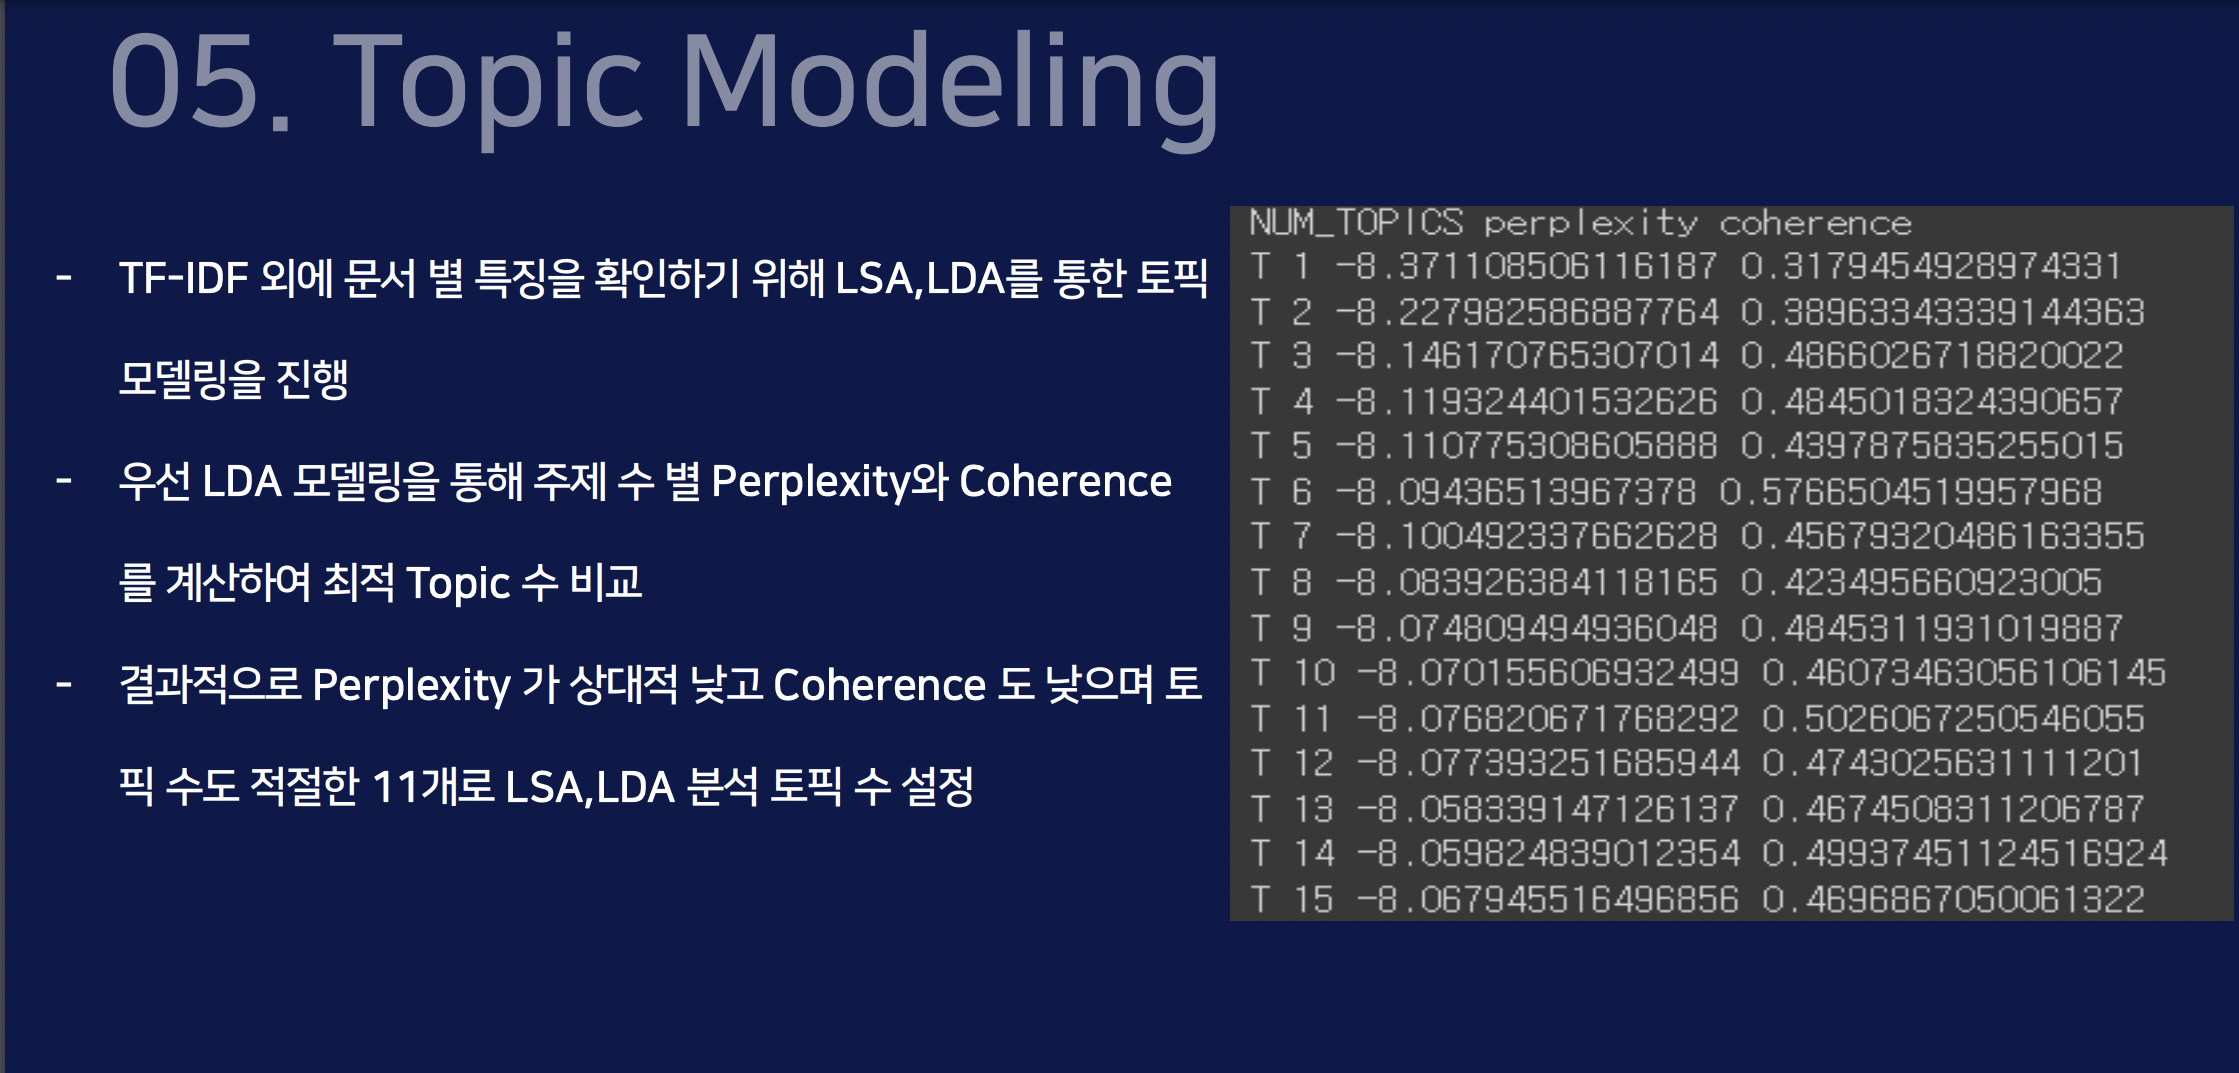 05. Topic Modeling
- TF-IDF 외에 문서 별 특징을 확인하기 위해 LSA,LDA를 통한 토픽
모델링을 진행
- 우선 LDA 모델링을 통해 주제 수 별 Perplexity와 Coherence
를 계산하여 최적 Topic 수 비교
- 결과적으로 Perplexity 가 상대적 낮고 Coherence 도 낮으며 토
픽 수도 적절한 11개로 LSA,LDA 분석 토픽 수 설정
NUM_TOPICS perplexity coherence
T 1 -8.371108506116187 0.3179454928974331
T 2 -8.227982586887764 0.38963343339144363
T 3 -8.146170765307014 0.4866026718820022
T 4 -8.119324401532626 0.4845018324390657
T 5 -8.110775308605888 0.4397875835255015
T 6 -8.09436513967378 0.5766504519957968
T 7 -8.100492337662628 0.45679320486163355
T 8 -8.083926384118165 0.423495660923005
T 9 -8.074809494936048 0.4845311931019887
T 10 -8.070155606932499 0.46073463056106145
T 11 -8.076820671768292 0.5026067250546055
T 12 -8.077393251685944 0.4743025631111201
T 13 -8.058339147126137 0.4674508311206787
T 14 -8.059824839012354 0.49937451124516924
T 15 -8.067945516496856 0.4696867050061322